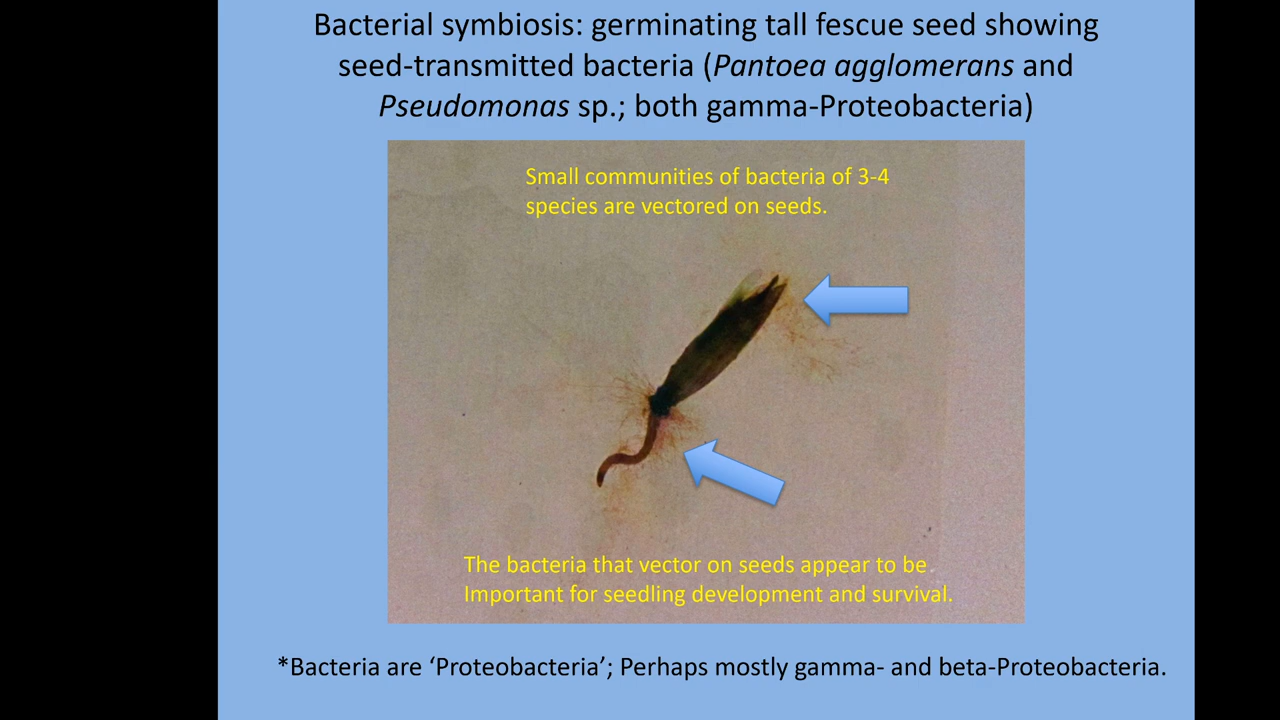 Bacterial symbiosis: germinating tall fescue seed showing
seed-transmitted bacteria (Pantoea agglomerans and
Pseudomonas sp.; both gamma-Proteobacteria)
Small communities of bacteria of 3-4
species are vectored on seeds.
The bacteria that vector on seeds appear to be.
Important for seedling development and survival.
*Bacteria are ‘Proteobacteria’; Perhaps mostly gamma- and beta-Proteobacteria.